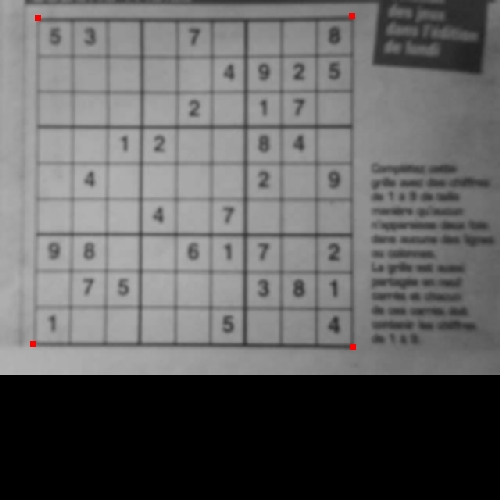 des jeux
dans l'édition
de lundi
5 3 7 8
4 9 2 5
2 1 7
1 2 8 4
4 2 9
4 7
9 8 6 1 7 2
7 5 3 8 1
1 5 4
Complétez cette
grille avec des chiffres
de 1 à 9 de telle
manière qu'aucun
n'apparaisse deux fois
dans aucune des lignes
ou colonnes.
La grille est aussi
partagée en neuf
carrés et chacun
de ces carrés doit
contenir les chiffres
de 1 à 9.